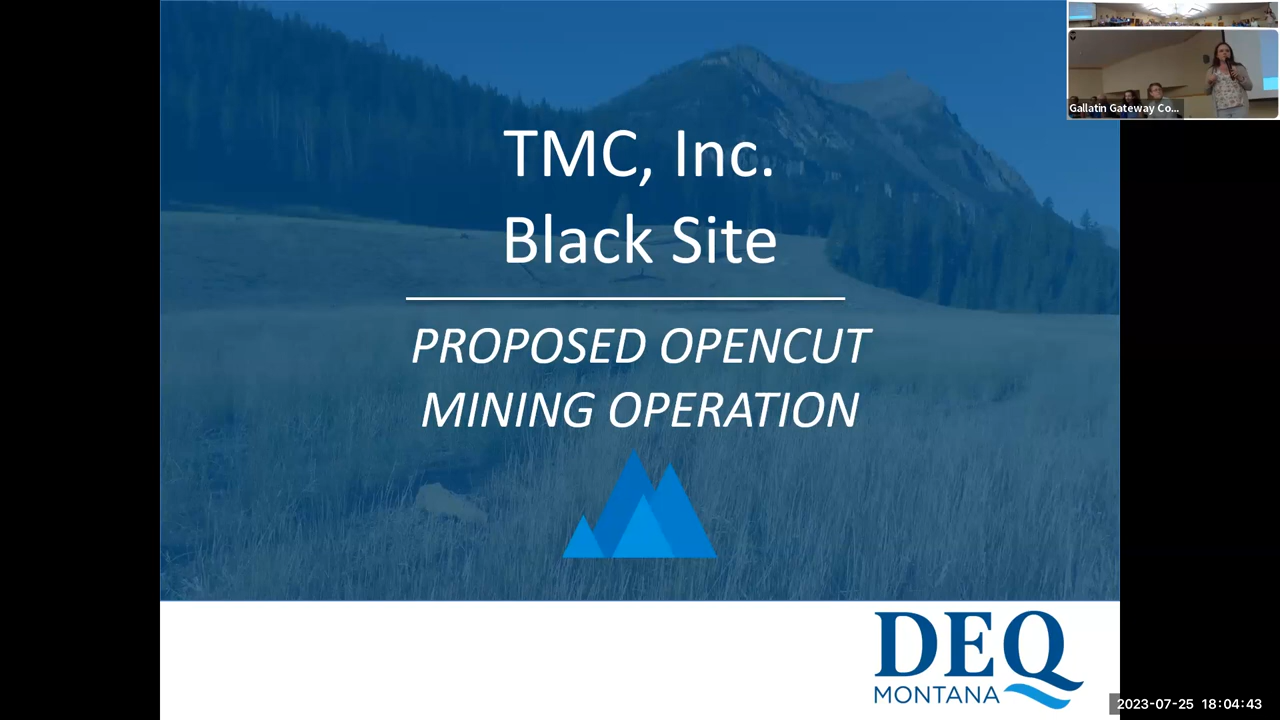 TMC, Inc.
Black Site
PROPOSED OPENCUT
MINING OPERATION
DEQ
MONTANA
Gallatin Gateway Co...
2023-07-25 18:04:43